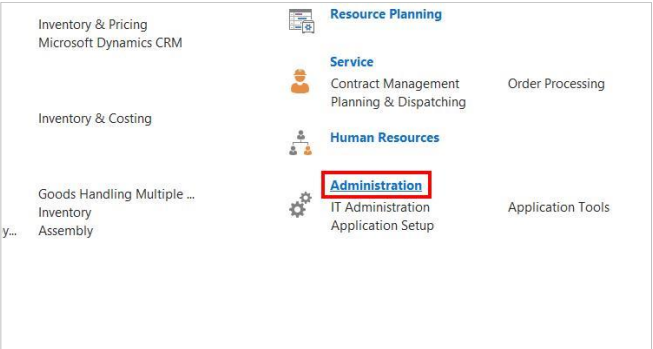 Inventory & Pricing
Microsoft Dynamics CRM
Inventory & Costing
Goods Handling Multiple ...
Inventory
y... Assembly
Resource Planning
Service
Contract Management Order Processing
Planning & Dispatching
Human Resources
Administration
IT Administration Application Tools
Application Setup